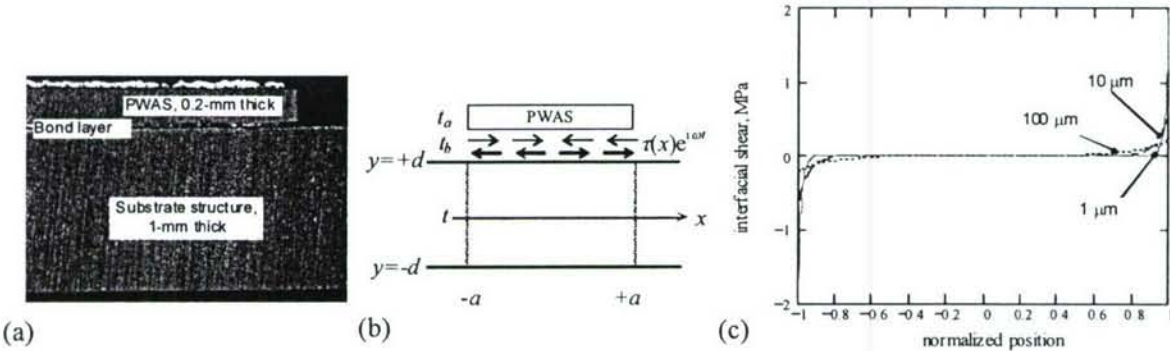 PWAS, 0.2-mm thick
Bond layer
Substrate structure,
1-mm thick
(a)
t_a
PWAS
t_b
τ(x)e^{iωt}
y=+d
t
x
y=-d
-a
+a
(b)
2
1
0
-1
-2
interfacial shear, MPa
10 μm
100 μm
1 μm
-1
-0.8
-0.6
-0.4
-0.2
0
0.2
0.4
0.6
0.8
1
normalized position
(c)